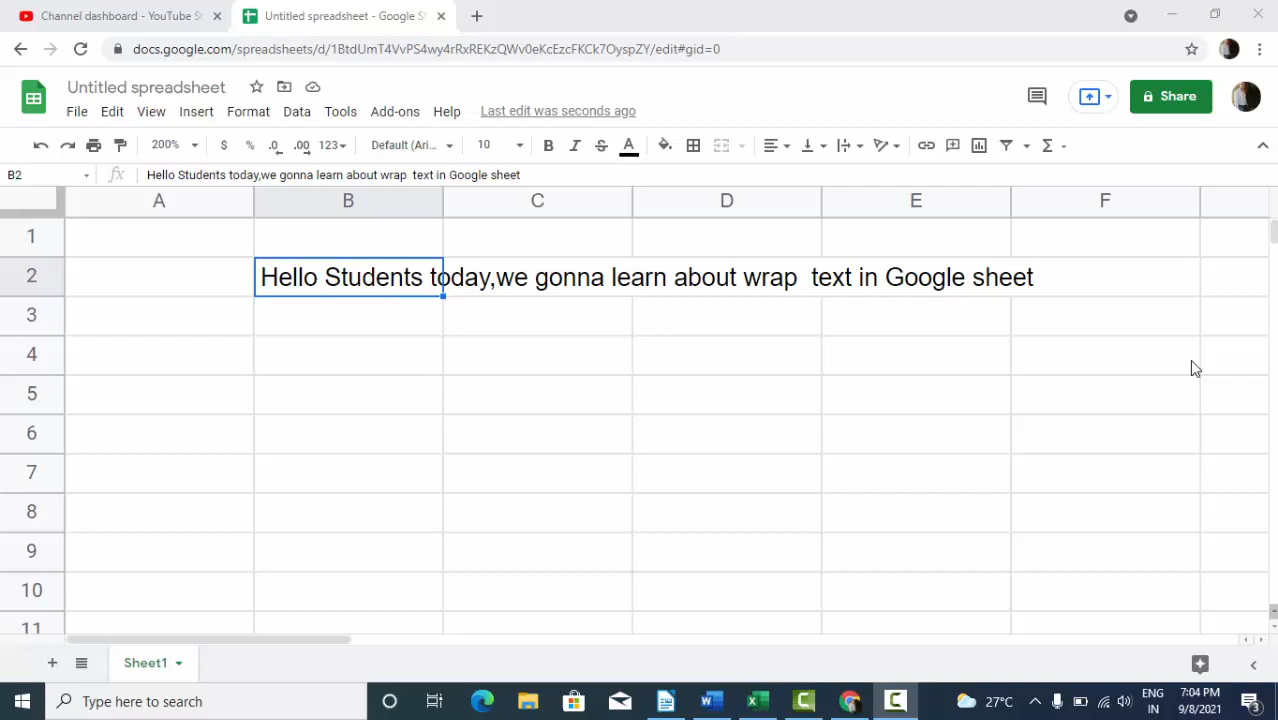 Channel dashboard - YouTube St
Untitled spreadsheet - Google Sh
docs.google.com/spreadsheets/d/1BtdUmT4VvPS4wy4rRxREKzQWv0eKcEzcFKCk7OyspZY/edit#gid=0
Untitled spreadsheet
File Edit View Insert Format Data Tools Add-ons Help Last edit was seconds ago
Share
200% $ % .0 .00 123 Default (Ari... 10 B I S A Σ
B2 fx Hello Students today,we gonna learn about wrap  text in Google sheet
A B C D E F
1
2 Hello Students today,we gonna learn about wrap  text in Google sheet
3
4
5
6
7
8
9
10
11
Sheet1
Type here to search
27°C
ENG
IN
7:04 PM
9/8/2021
3